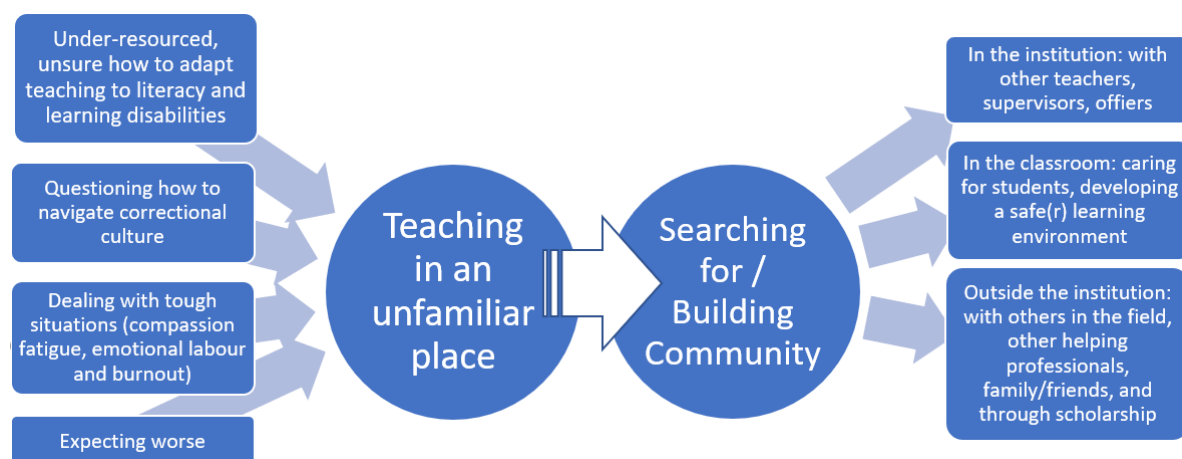 Under-resourced,
unsure how to adapt
teaching to literacy and
learning disabilities
Questioning how to
navigate correctional
culture
Dealing with tough
situations (compassion
fatigue, emotional labour
and burnout)
Expecting worse
Teaching
in an
unfamiliar
place
Searching
for /
Building
Community
In the institution: with
other teachers,
supervisors, offiers
In the classroom: caring
for students, developing
a safe(r) learning
environment
Outside the institution:
with others in the field,
other helping
professionals,
family/friends, and
through scholarship